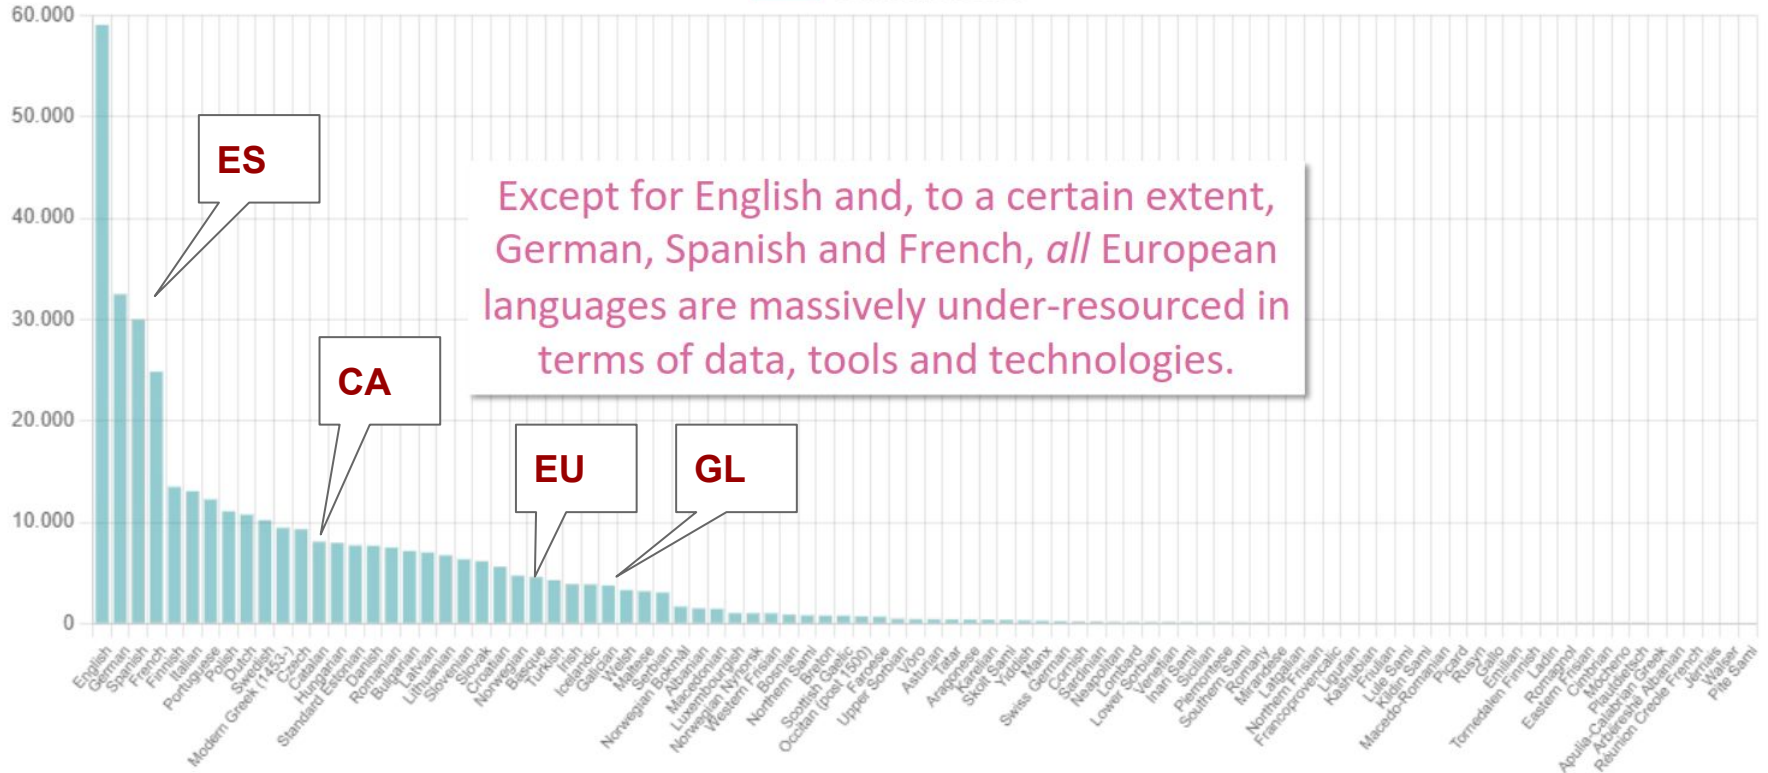 60.000
50.000
40.000
30.000
20.000
10.000
0
ES
CA
EU
GL
Except for English and, to a certain extent,
German, Spanish and French, all European
languages are massively under-resourced in
terms of data, tools and technologies.
English
German
Spanish
French
Finnish
Italian
Portuguese
Polish
Dutch
Swedish
Modern Greek (1453-)
Czech
Catalan
Hungarian
Standard Estonian
Danish
Romanian
Bulgarian
Latvian
Lithuanian
Slovenian
Slovak
Croatian
Norwegian
Basque
Turkish
Irish
Icelandic
Galician
Welsh
Maltese
Serbian
Norwegian Bokmål
Albanian
Macedonian
Luxembourgish
Norwegian Nynorsk
Western Frisian
Bosnian
Northern Sami
Breton
Scottish Gaelic
Occitan (post 1500)
Faroese
Upper Sorbian
Võro
Asturian
Tatar
Aragonese
Karelian
Skolt Sami
Yiddish
Manx
Swiss German
Cornish
Sardinian
Neapolitan
Lombard
Lower Sorbian
Venetian
Inari Sami
Sicilian
Piemontese
Southern Sami
Romany
Mirandese
Latgalian
Northern Frisian
Francoprovencalic
Ligurian
Kashubian
Friulian
Lule Sami
Kildin Sami
Macedo-Romanian
Picard
Rusyn
Gallo
Tornedalen Finnish
Emilian
Ladin
Romagnol
Eastern Frisian
Cimbrian
Mocheno
Plautdietsch
Apulia-Calabrian Greek
Arbëreshë Albanian
Réunion Creole French
Jèrriais
Walser
Pite Sami